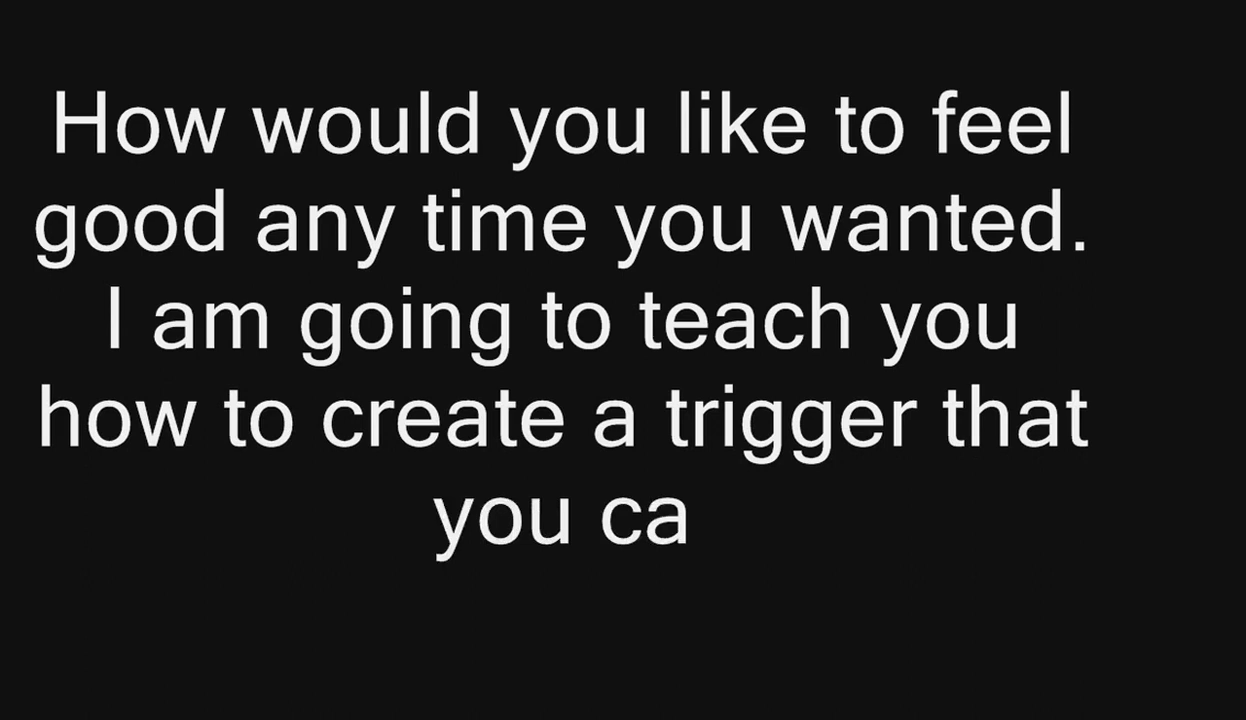 How would you like to feel
good any time you wanted.
I am going to teach you
how to create a trigger that
you ca